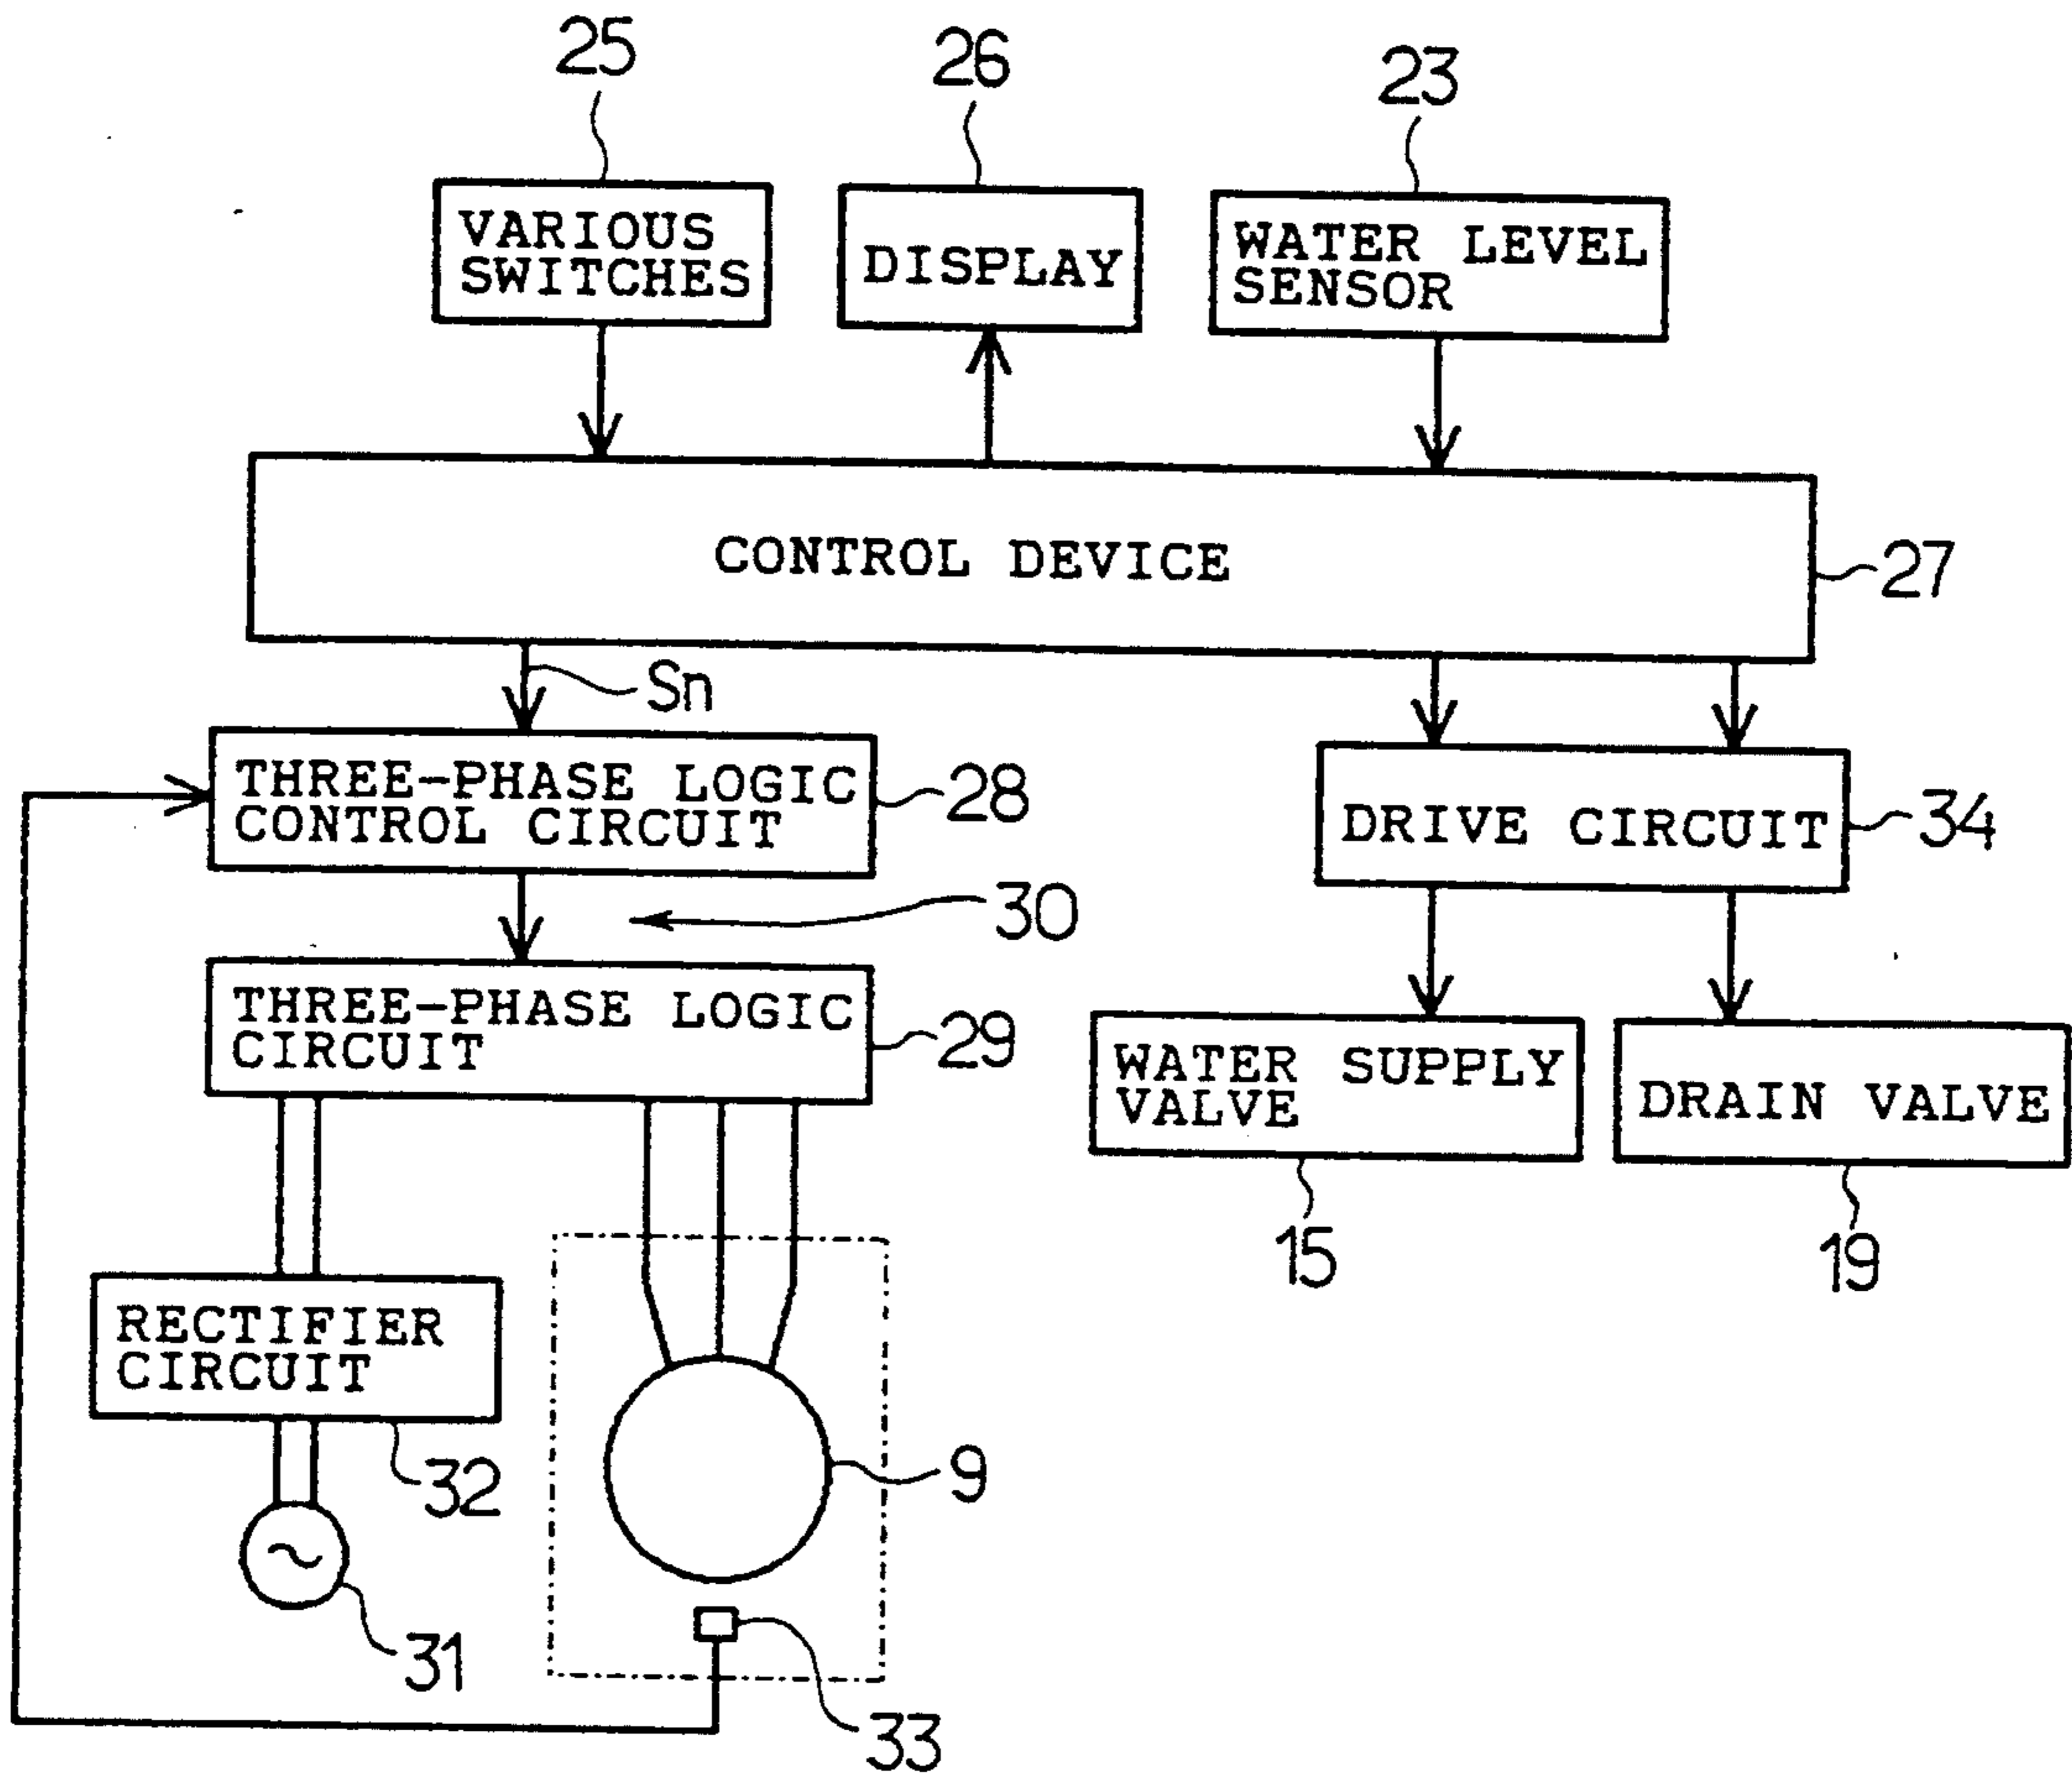 25
26
23
VARIOUS
SWITCHES
DISPLAY
WATER LEVEL
SENSOR
CONTROL DEVICE
27
Sn
THREE-PHASE LOGIC
CONTROL CIRCUIT
28
DRIVE CIRCUIT
34
30
THREE-PHASE LOGIC
CIRCUIT
29
WATER SUPPLY
VALVE
DRAIN VALVE
15
19
RECTIFIER
CIRCUIT
32
9
31
33